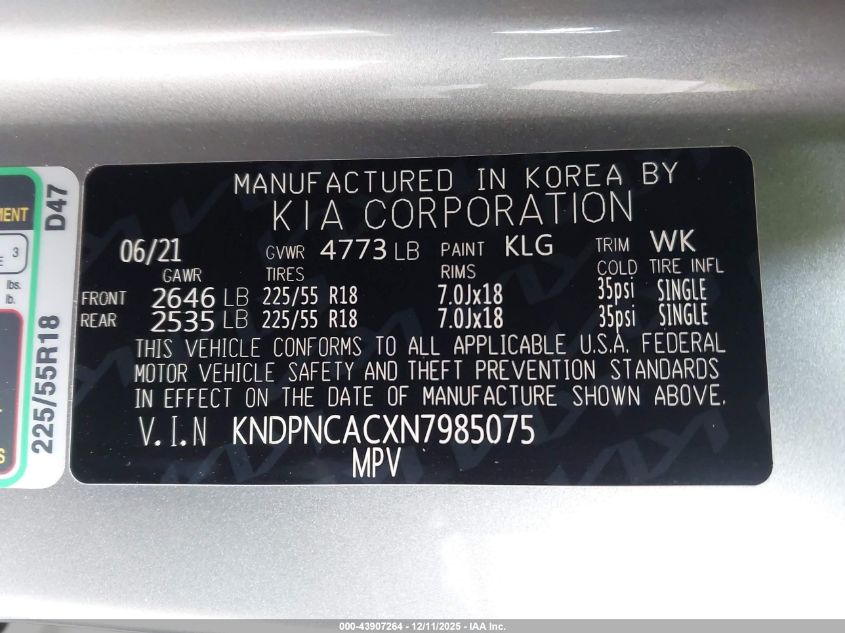 MANUFACTURED IN KOREA BY
KIA CORPORATION
06/21 GVWR 4773 LB PAINT KLG TRIM WK
GAWR TIRES RIMS COLD TIRE INFL
FRONT 2646 LB 225/55 R18 7.0Jx18 35psi SINGLE
REAR 2535 LB 225/55 R18 7.0Jx18 35psi SINGLE
THIS VEHICLE CONFORMS TO ALL APPLICABLE U.S.A. FEDERAL
MOTOR VEHICLE SAFETY AND THEFT PREVENTION STANDARDS
IN EFFECT ON THE DATE OF MANUFACTURE SHOWN ABOVE.
V.I.N KNDPNCACXN7985075
MPV
D47
225/55R18
3
lbs.
lb.
000-43907264 - 12/11/2025 - IAA Inc.